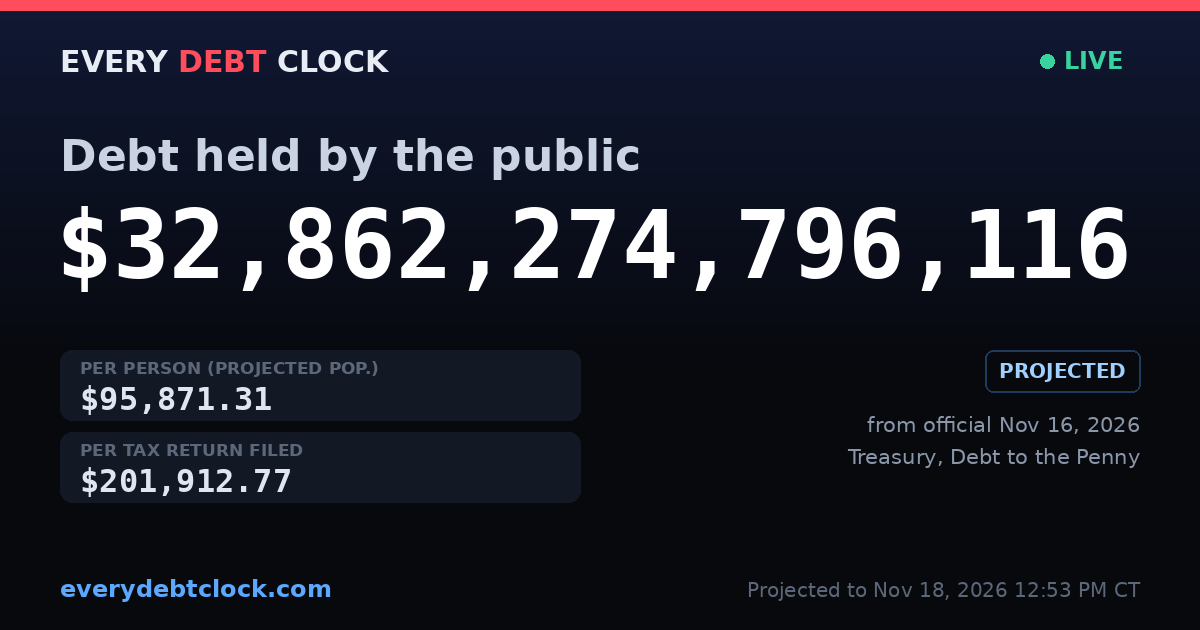 EVERY DEBT CLOCK
LIVE
Debt held by the public
$32,862,274,796,116
PER PERSON (PROJECTED POP.)
$95,871.31
PER TAX RETURN FILED
$201,912.77
PROJECTED
from official Nov 16, 2026
Treasury, Debt to the Penny
everydebtclock.com
Projected to Nov 18, 2026 12:53 PM CT